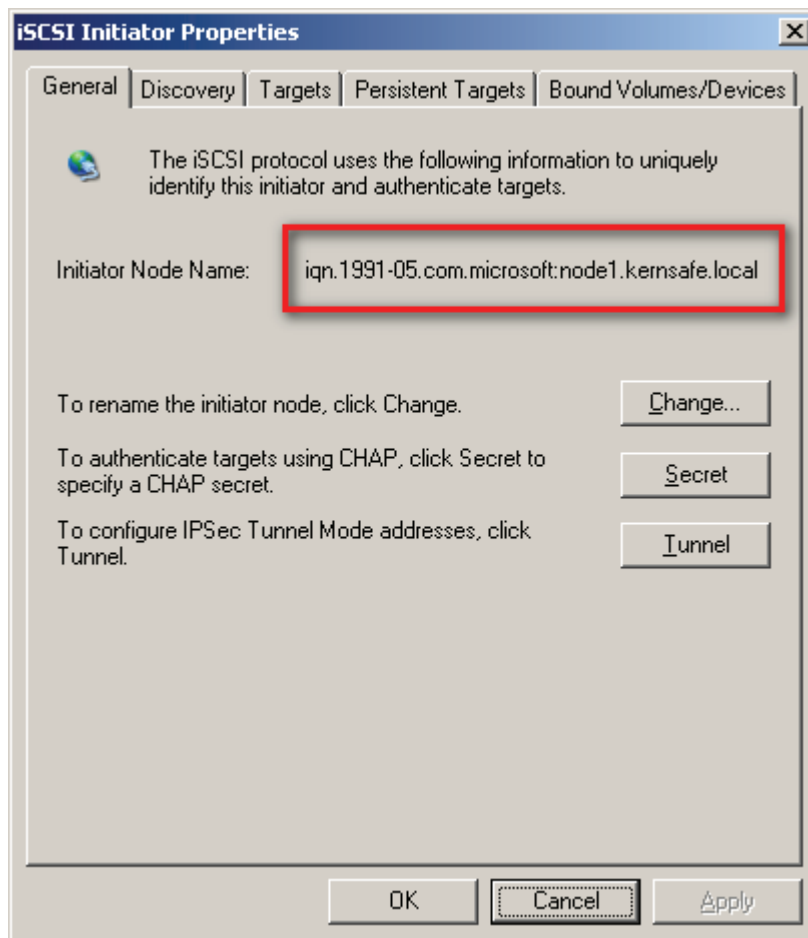 iSCSI Initiator Properties
General Discovery Targets Persistent Targets Bound Volumes/Devices
The iSCSI protocol uses the following information to uniquely
identify this initiator and authenticate targets.
Initiator Node Name: iqn.1991-05.com.microsoft:node1.kernsafe.local
To rename the initiator node, click Change.
Change...
To authenticate targets using CHAP, click Secret to
specify a CHAP secret.
Secret
To configure IPSec Tunnel Mode addresses, click
Tunnel.
Tunnel
OK Cancel Apply